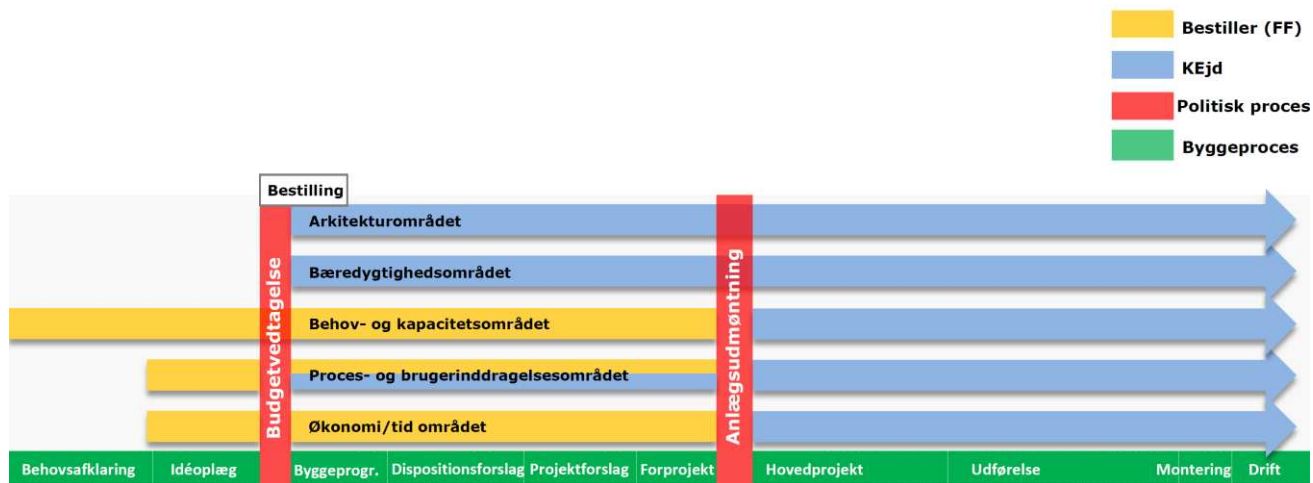 Bestiller (FF)
KEjd
Politisk proces
Byggeproces
Bestilling
Budgetvedtagelse
Anlægsudmøntning
Arkitekturområdet
Bæredygtighedsområdet
Behov- og kapacitetsområdet
Proces- og brugerinddragelsesområdet
Økonomi/tid området
Behovsafklaring
Idéoplæg
Byggeprogr.
Dispositionsforslag
Projektforslag
Forprojekt
Hovedprojekt
Udførelse
Montering
Drift